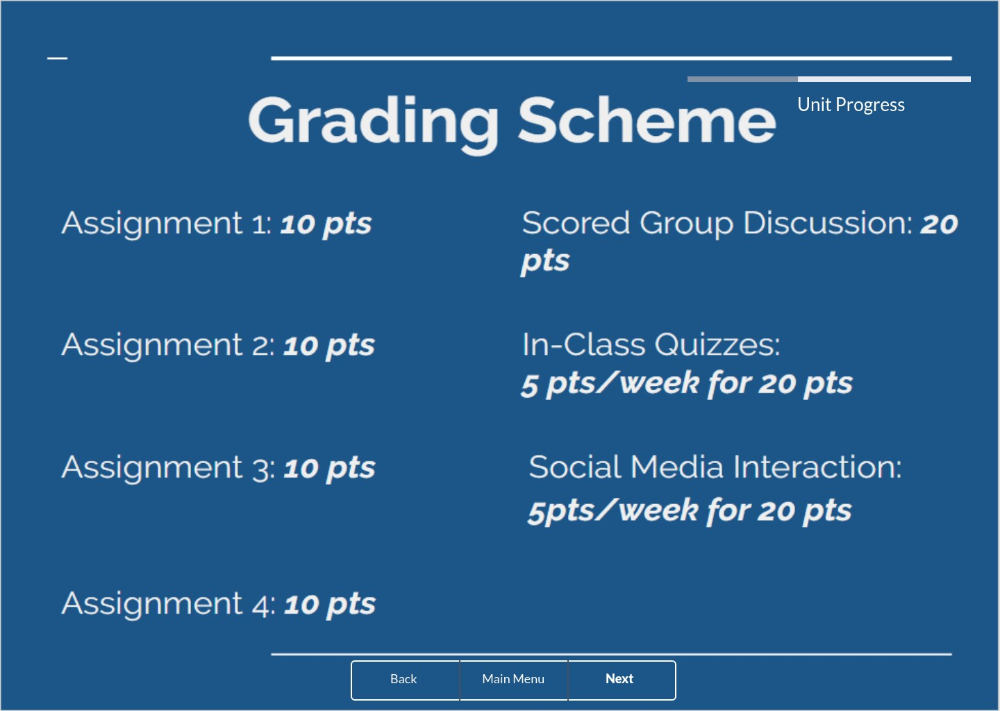 Grading Scheme
Unit Progress
Assignment 1: 10 pts
Assignment 2: 10 pts
Assignment 3: 10 pts
Assignment 4: 10 pts
Scored Group Discussion: 20
pts
In-Class Quizzes:
5 pts/week for 20 pts
Social Media Interaction:
5pts/week for 20 pts
Back
Main Menu
Next